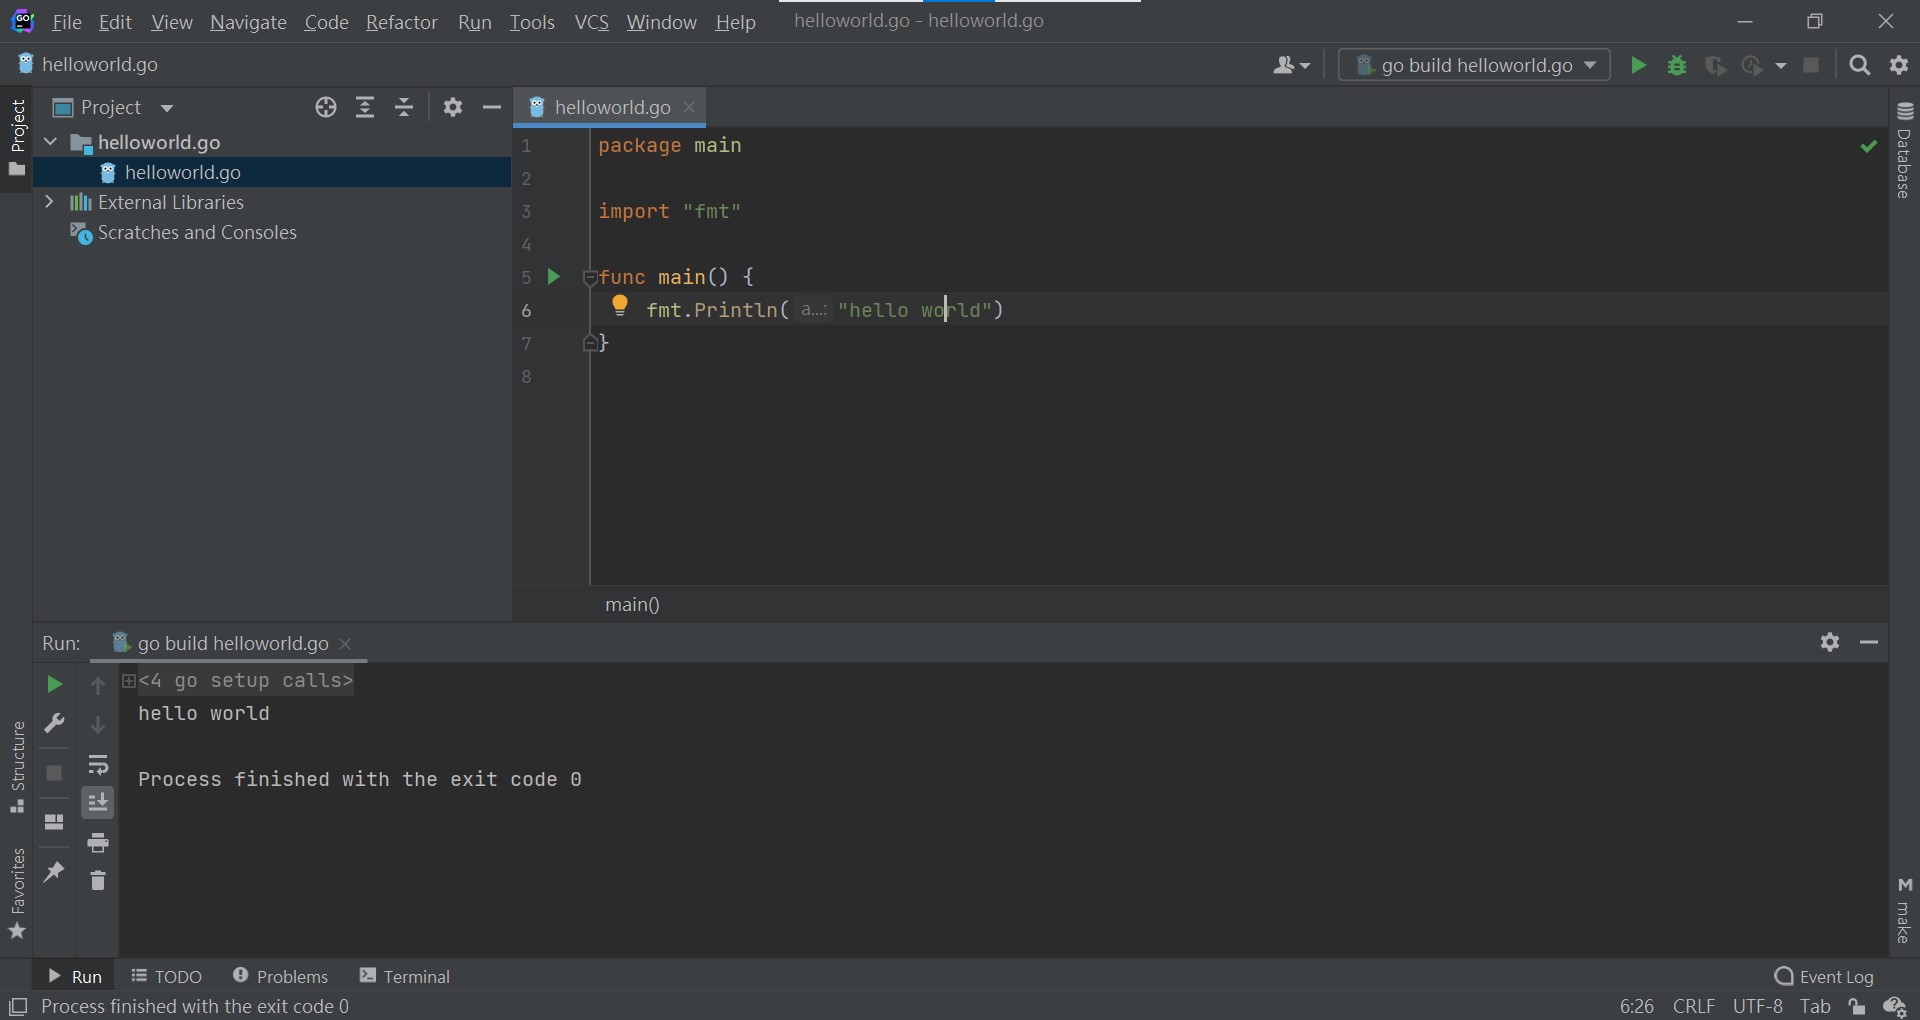 File Edit View Navigate Code Refactor Run Tools VCS Window Help helloworld.go - helloworld.go
helloworld.go
go build helloworld.go
Project
Project
helloworld.go
helloworld.go
External Libraries
Scratches and Consoles
helloworld.go
1 package main
2
3 import "fmt"
4
5 func main() {
6 fmt.Println( a...: "hello world")
7 }
8
main()
Database
Run: go build helloworld.go
<4 go setup calls>
hello world
Process finished with the exit code 0
Structure
Favorites
make
Run TODO Problems Terminal Event Log
Process finished with the exit code 0 6:26 CRLF UTF-8 Tab